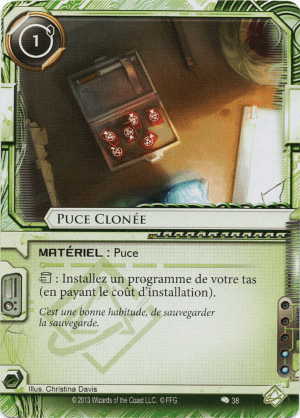 1
PUCE CLONÉE
MATÉRIEL : Puce
: Installez un programme de votre tas
(en payant le coût d'installation).
C'est une bonne habitude, de sauvegarder
la sauvegarde.
Illus. Christina Davis
© 2013 Wizards of the Coast LLC. © FFG
38